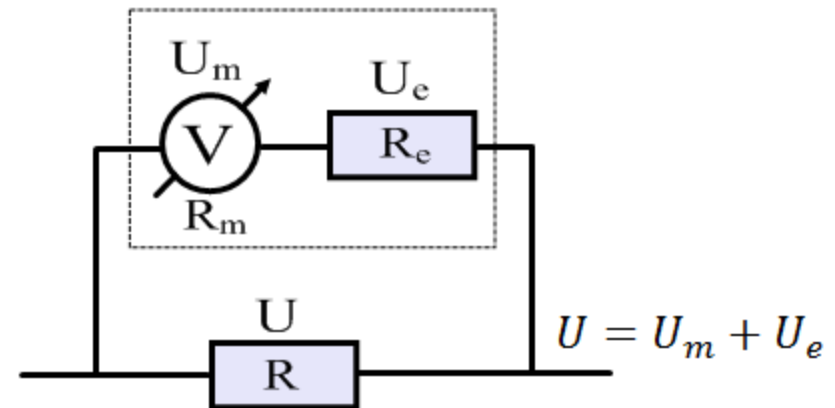 Uₘ
Uₑ
V
Rₑ
Rₘ
U
U = Uₘ + Uₑ
R